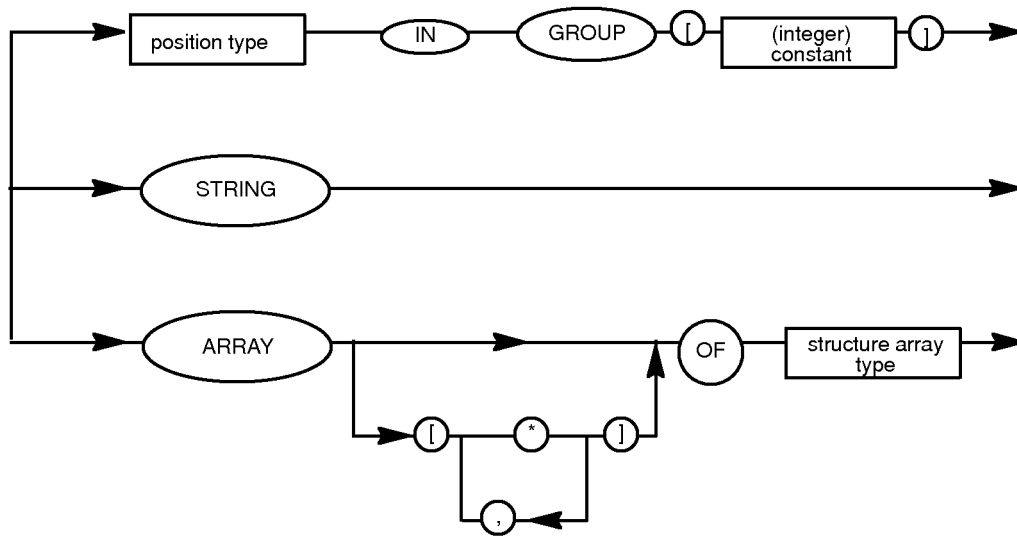 position type IN GROUP [ (integer) constant ]
STRING
ARRAY OF structure array type
[ * ]
,